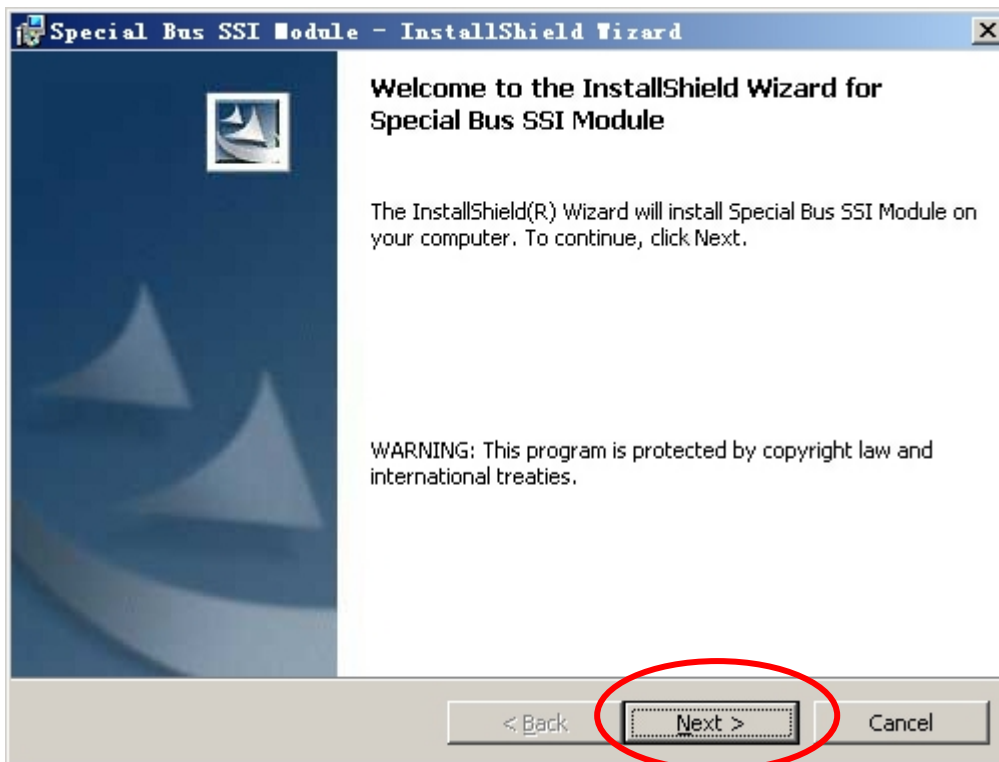 Special Bus SSI Module - InstallShield Wizard
Welcome to the InstallShield Wizard for
Special Bus SSI Module
The InstallShield(R) Wizard will install Special Bus SSI Module on
your computer. To continue, click Next.
WARNING: This program is protected by copyright law and
international treaties.
< Back
Next >
Cancel